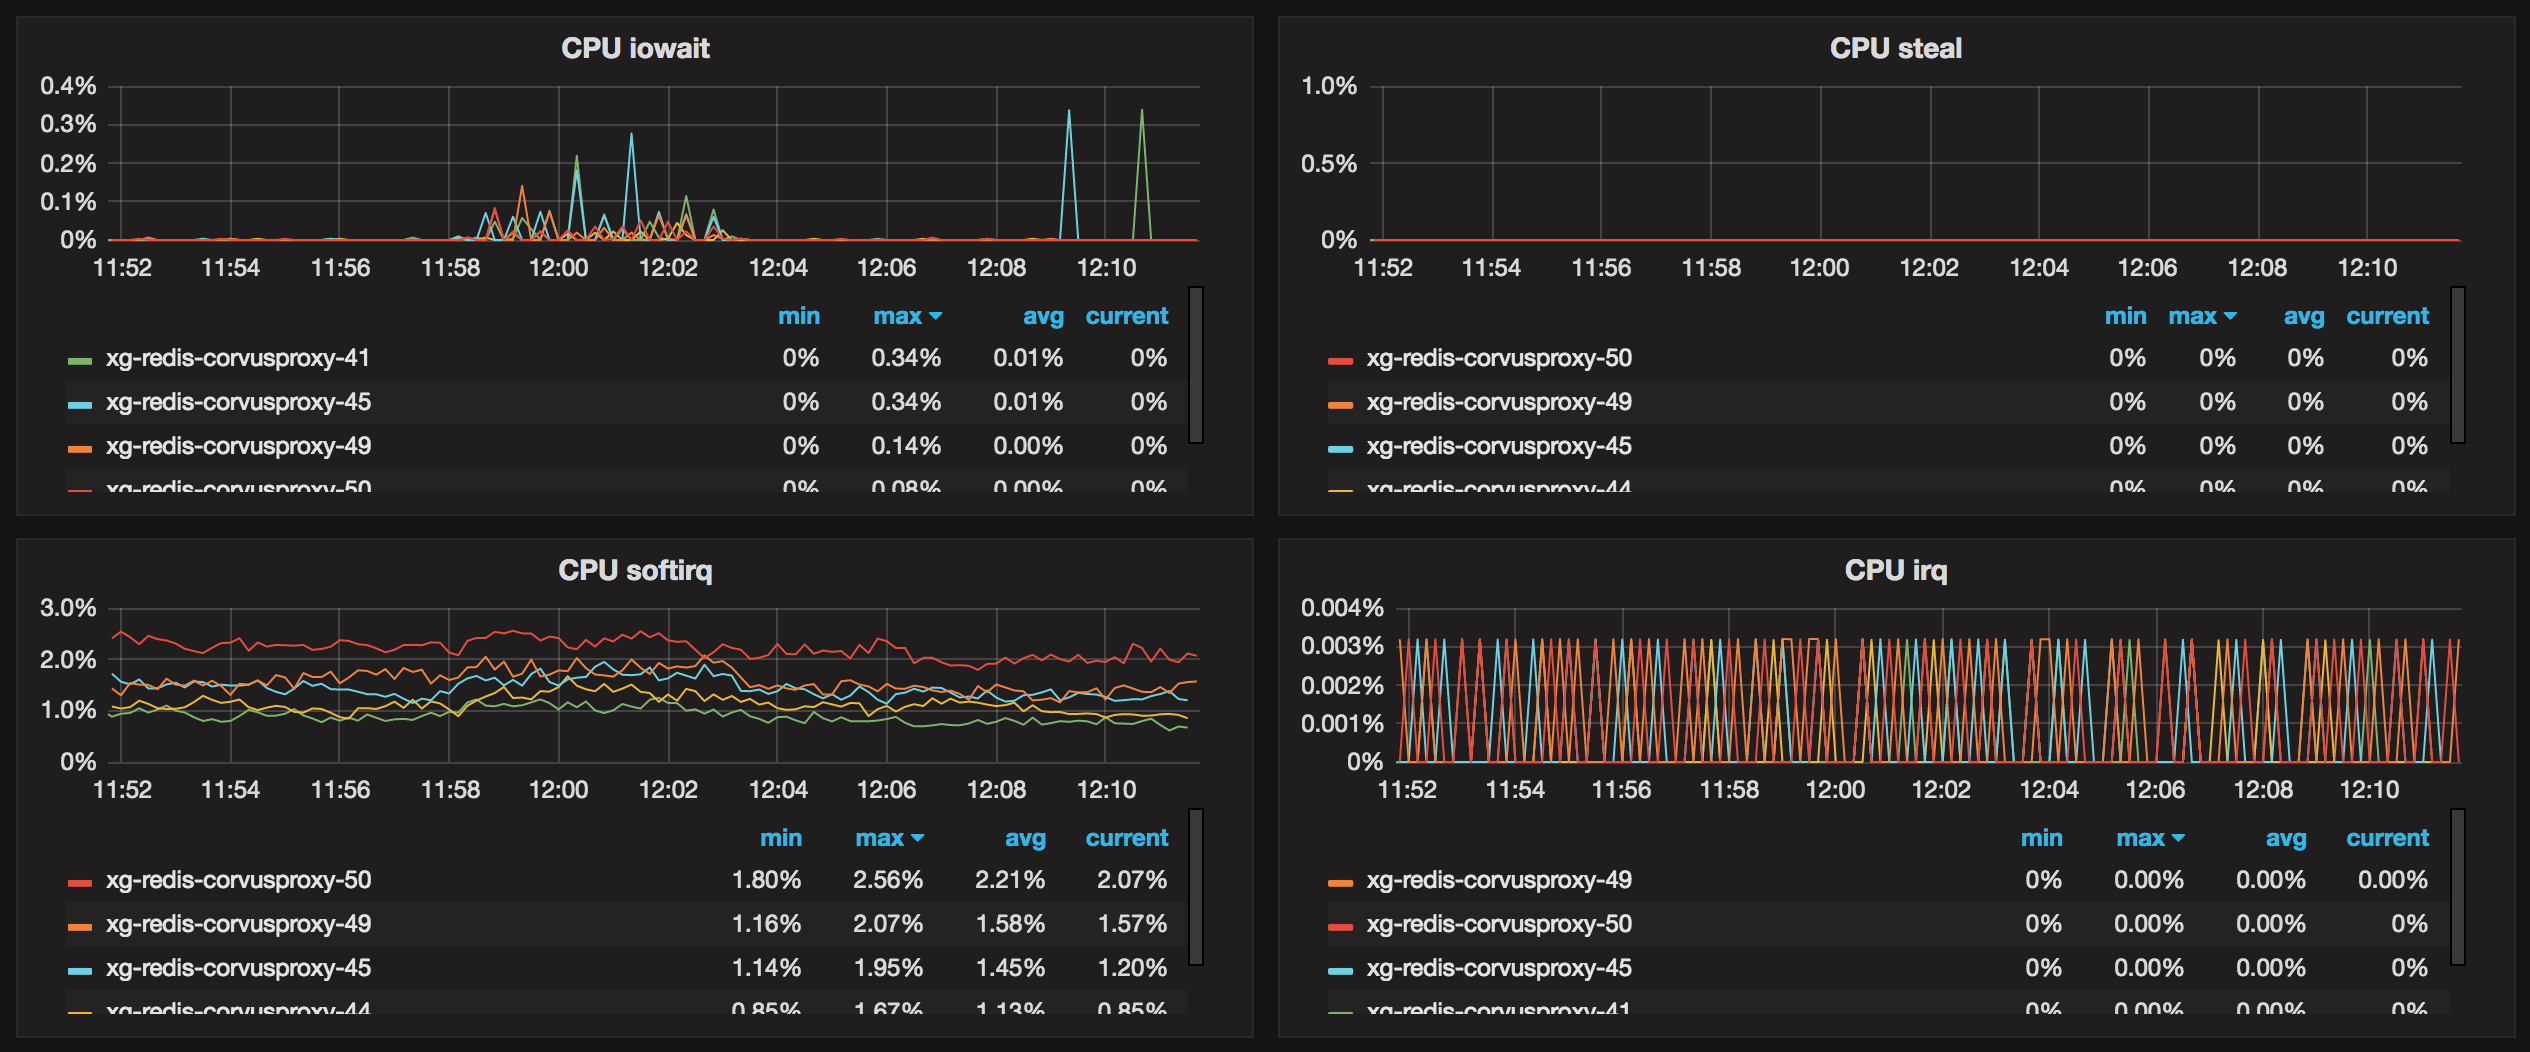 CPU iowait
0.4%
0.3%
0.2%
0.1%
0%
11:52 11:54 11:56 11:58 12:00 12:02 12:04 12:06 12:08 12:10
min max avg current
xg-redis-corvusproxy-41 0% 0.34% 0.01% 0%
xg-redis-corvusproxy-45 0% 0.34% 0.01% 0%
xg-redis-corvusproxy-49 0% 0.14% 0.00% 0%
xg-redis-corvusproxy-50 0% 0.08% 0.00% 0%
CPU steal
1.0%
0.5%
0%
11:52 11:54 11:56 11:58 12:00 12:02 12:04 12:06 12:08 12:10
min max avg current
xg-redis-corvusproxy-50 0% 0% 0% 0%
xg-redis-corvusproxy-49 0% 0% 0% 0%
xg-redis-corvusproxy-45 0% 0% 0% 0%
xg-redis-corvusproxy-44 0% 0% 0% 0%
CPU softirq
3.0%
2.0%
1.0%
0%
11:52 11:54 11:56 11:58 12:00 12:02 12:04 12:06 12:08 12:10
min max avg current
xg-redis-corvusproxy-50 1.80% 2.56% 2.21% 2.07%
xg-redis-corvusproxy-49 1.16% 2.07% 1.58% 1.57%
xg-redis-corvusproxy-45 1.14% 1.95% 1.45% 1.20%
xg-redis-corvusproxy-44 0.85% 1.67% 1.13% 0.85%
CPU irq
0.004%
0.003%
0.002%
0.001%
0%
11:52 11:54 11:56 11:58 12:00 12:02 12:04 12:06 12:08 12:10
min max avg current
xg-redis-corvusproxy-49 0% 0.00% 0.00% 0.00%
xg-redis-corvusproxy-50 0% 0.00% 0.00% 0%
xg-redis-corvusproxy-45 0% 0.00% 0.00% 0%
xg-redis-corvusproxy-41 0% 0.00% 0.00% 0%